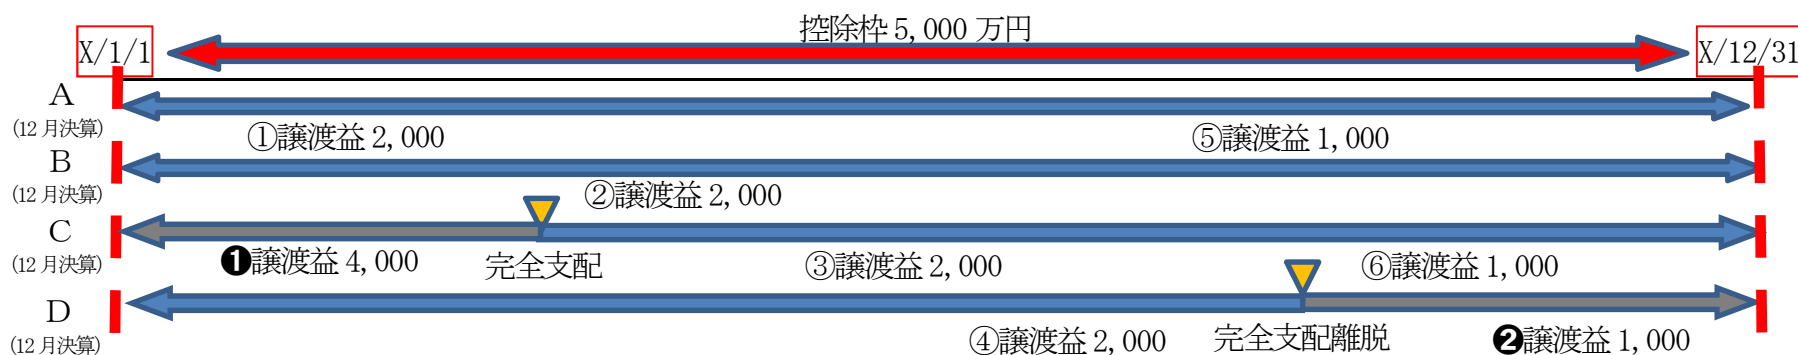 控除枠 5,000 万円
X/1/1
X/12/31
A
(12 月決算)
①譲渡益 2,000
⑤譲渡益 1,000
B
(12 月決算)
②譲渡益 2,000
C
(12 月決算)
❶譲渡益 4,000
完全支配
③譲渡益 2,000
⑥譲渡益 1,000
D
(12 月決算)
④譲渡益 2,000
完全支配離脱
❷譲渡益 1,000